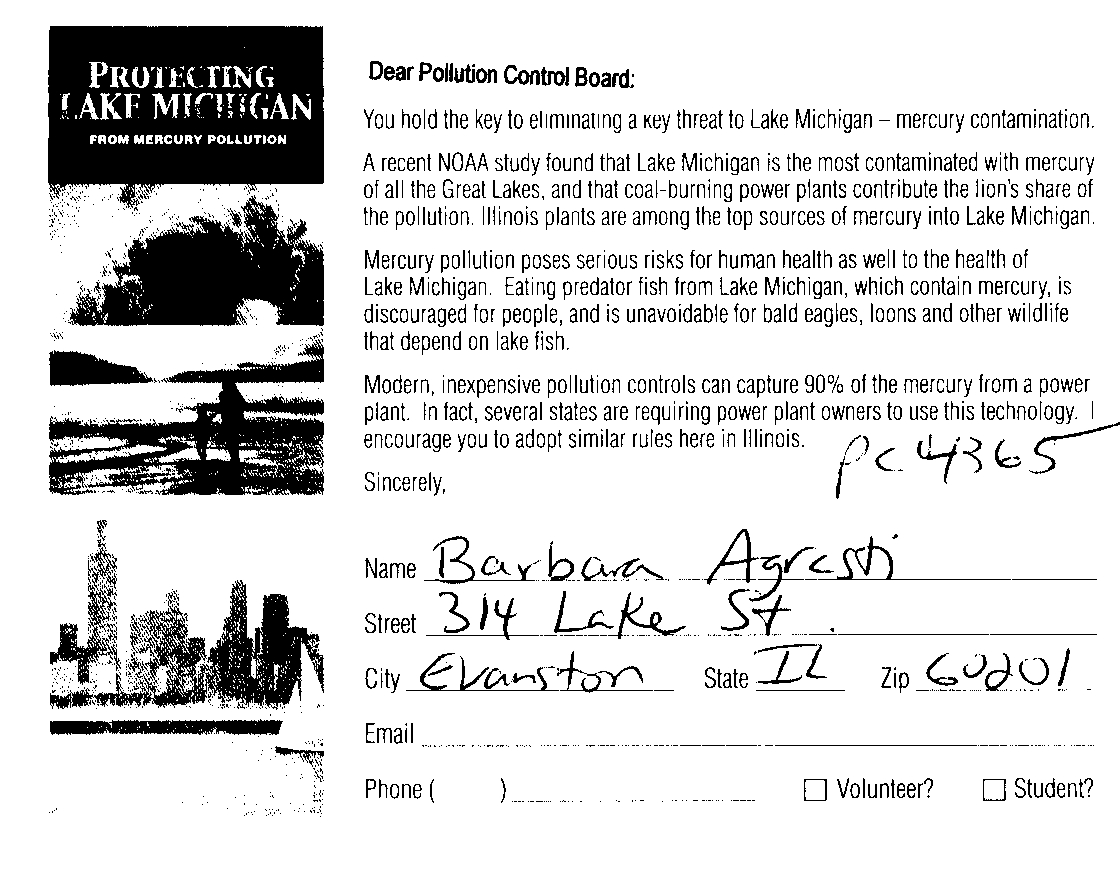 PROTECTING
LAKE MICHIGAN
FROM MERCURY POLLUTION
Dear Pollution Control Board:
You hold the key to eliminating a key threat to Lake Michigan – mercury contamination.
A recent NOAA study found that Lake Michigan is the most contaminated with mercury
of all the Great Lakes, and that coal-burning power plants contribute the lion's share of
the pollution. Illinois plants are among the top sources of mercury into Lake Michigan.
Mercury pollution poses serious risks for human health as well to the health of
Lake Michigan. Eating predator fish from Lake Michigan, which contain mercury, is
discouraged for people, and is unavoidable for bald eagles, loons and other wildlife
that depend on lake fish.
Modern, inexpensive pollution controls can capture 90% of the mercury from a power
plant. In fact, several states are requiring power plant owners to use this technology. I
encourage you to adopt similar rules here in Illinois.
PC 4365
Sincerely,
Name Barbara Agresti
Street 314 Lake St.
City Evanston State IL Zip 60201
Email
Phone ( ) Volunteer? Student?